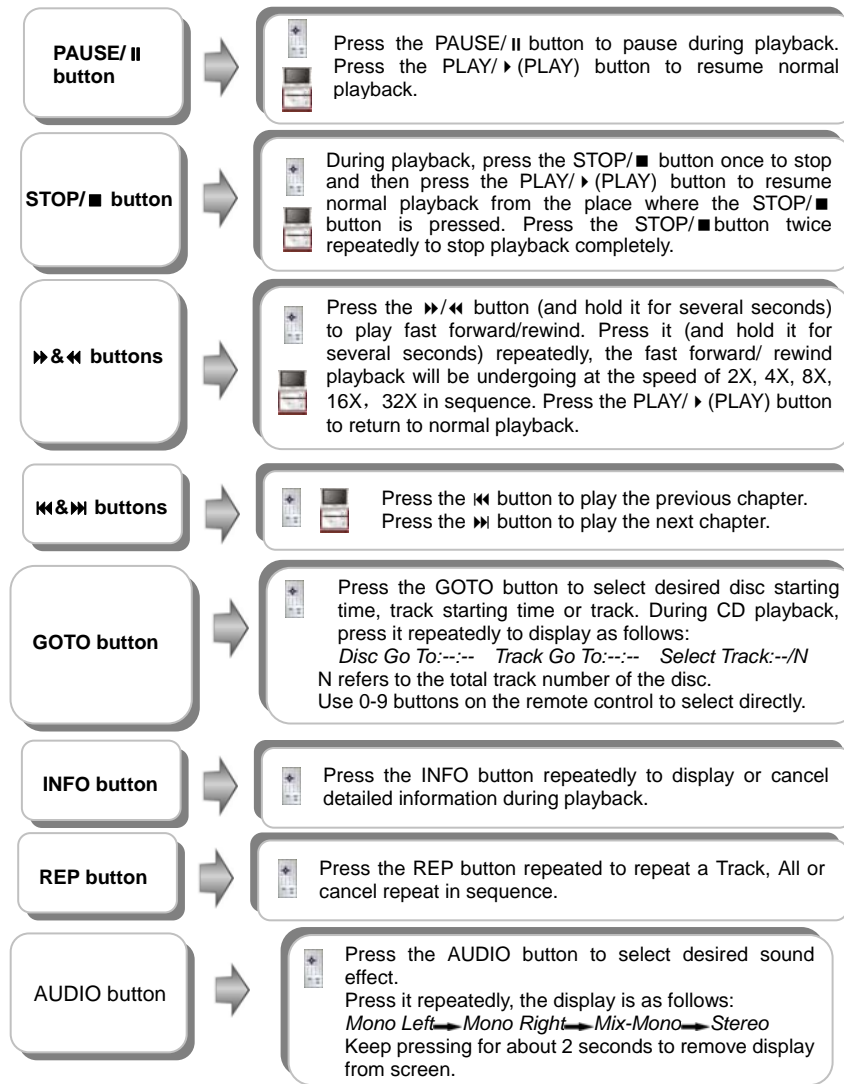 PAUSE/⏸ button
Press the PAUSE/⏸ button to pause during playback.
Press the PLAY/▶(PLAY) button to resume normal
playback.
STOP/■ button
During playback, press the STOP/■ button once to stop
and then press the PLAY/▶(PLAY) button to resume
normal playback from the place where the STOP/■
button is pressed. Press the STOP/■button twice
repeatedly to stop playback completely.
⏩&⏪ buttons
Press the ⏩/⏪ button (and hold it for several seconds)
to play fast forward/rewind. Press it (and hold it for
several seconds) repeatedly, the fast forward/ rewind
playback will be undergoing at the speed of 2X, 4X, 8X,
16X，32X in sequence. Press the PLAY/▶(PLAY) button
to return to normal playback.
⏮&⏭ buttons
Press the ⏮ button to play the previous chapter.
Press the ⏭ button to play the next chapter.
GOTO button
Press the GOTO button to select desired disc starting
time, track starting time or track. During CD playback,
press it repeatedly to display as follows:
Disc Go To:--:-- Track Go To:--:-- Select Track:--/N
N refers to the total track number of the disc.
Use 0-9 buttons on the remote control to select directly.
INFO button
Press the INFO button repeatedly to display or cancel
detailed information during playback.
REP button
Press the REP button repeated to repeat a Track, All or
cancel repeat in sequence.
AUDIO button
Press the AUDIO button to select desired sound
effect.
Press it repeatedly, the display is as follows:
Mono Left→Mono Right→Mix-Mono→Stereo
Keep pressing for about 2 seconds to remove display
from screen.